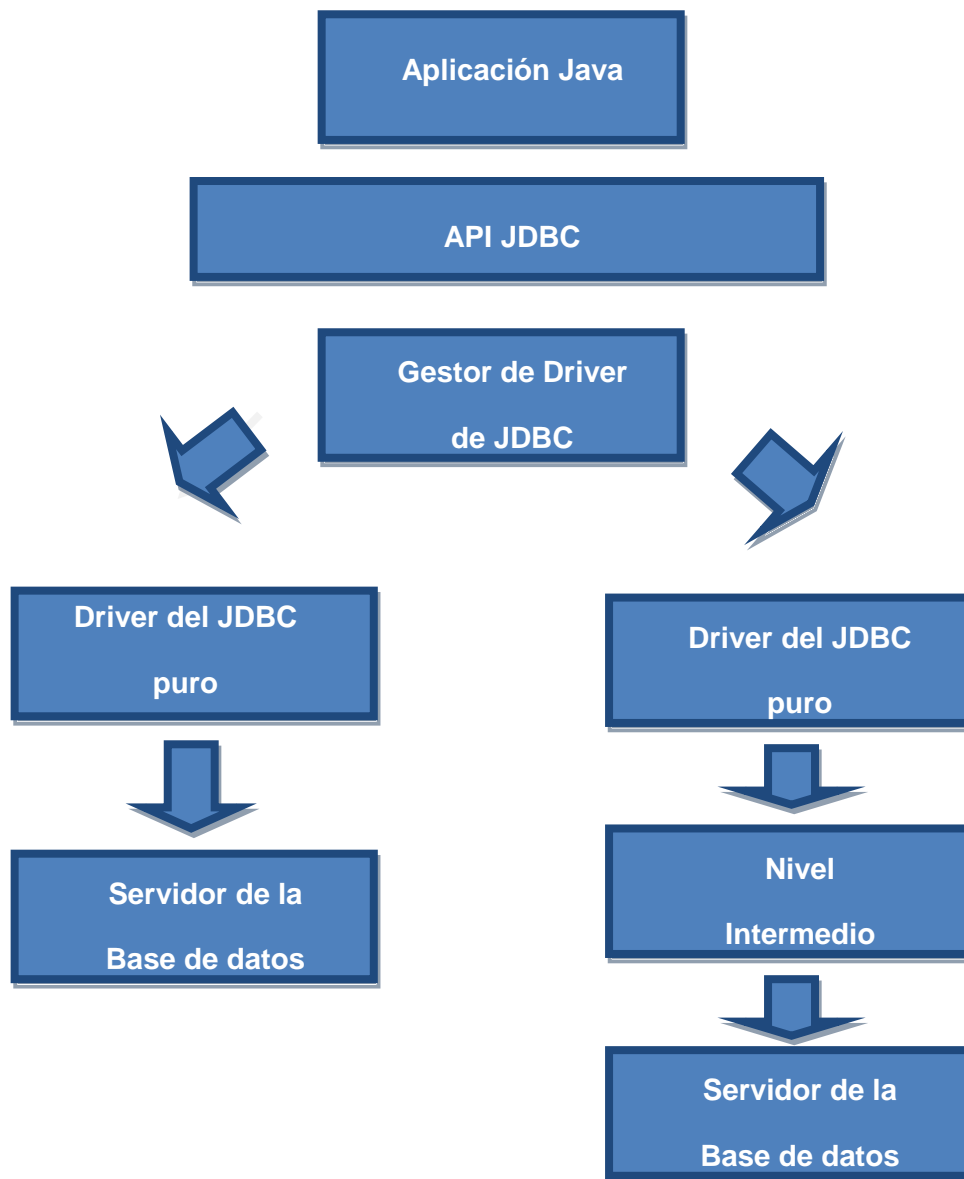 Aplicación Java
API JDBC
Gestor de Driver
de JDBC
Driver del JDBC
puro
Servidor de la
Base de datos
Driver del JDBC
puro
Nivel
Intermedio
Servidor de la
Base de datos